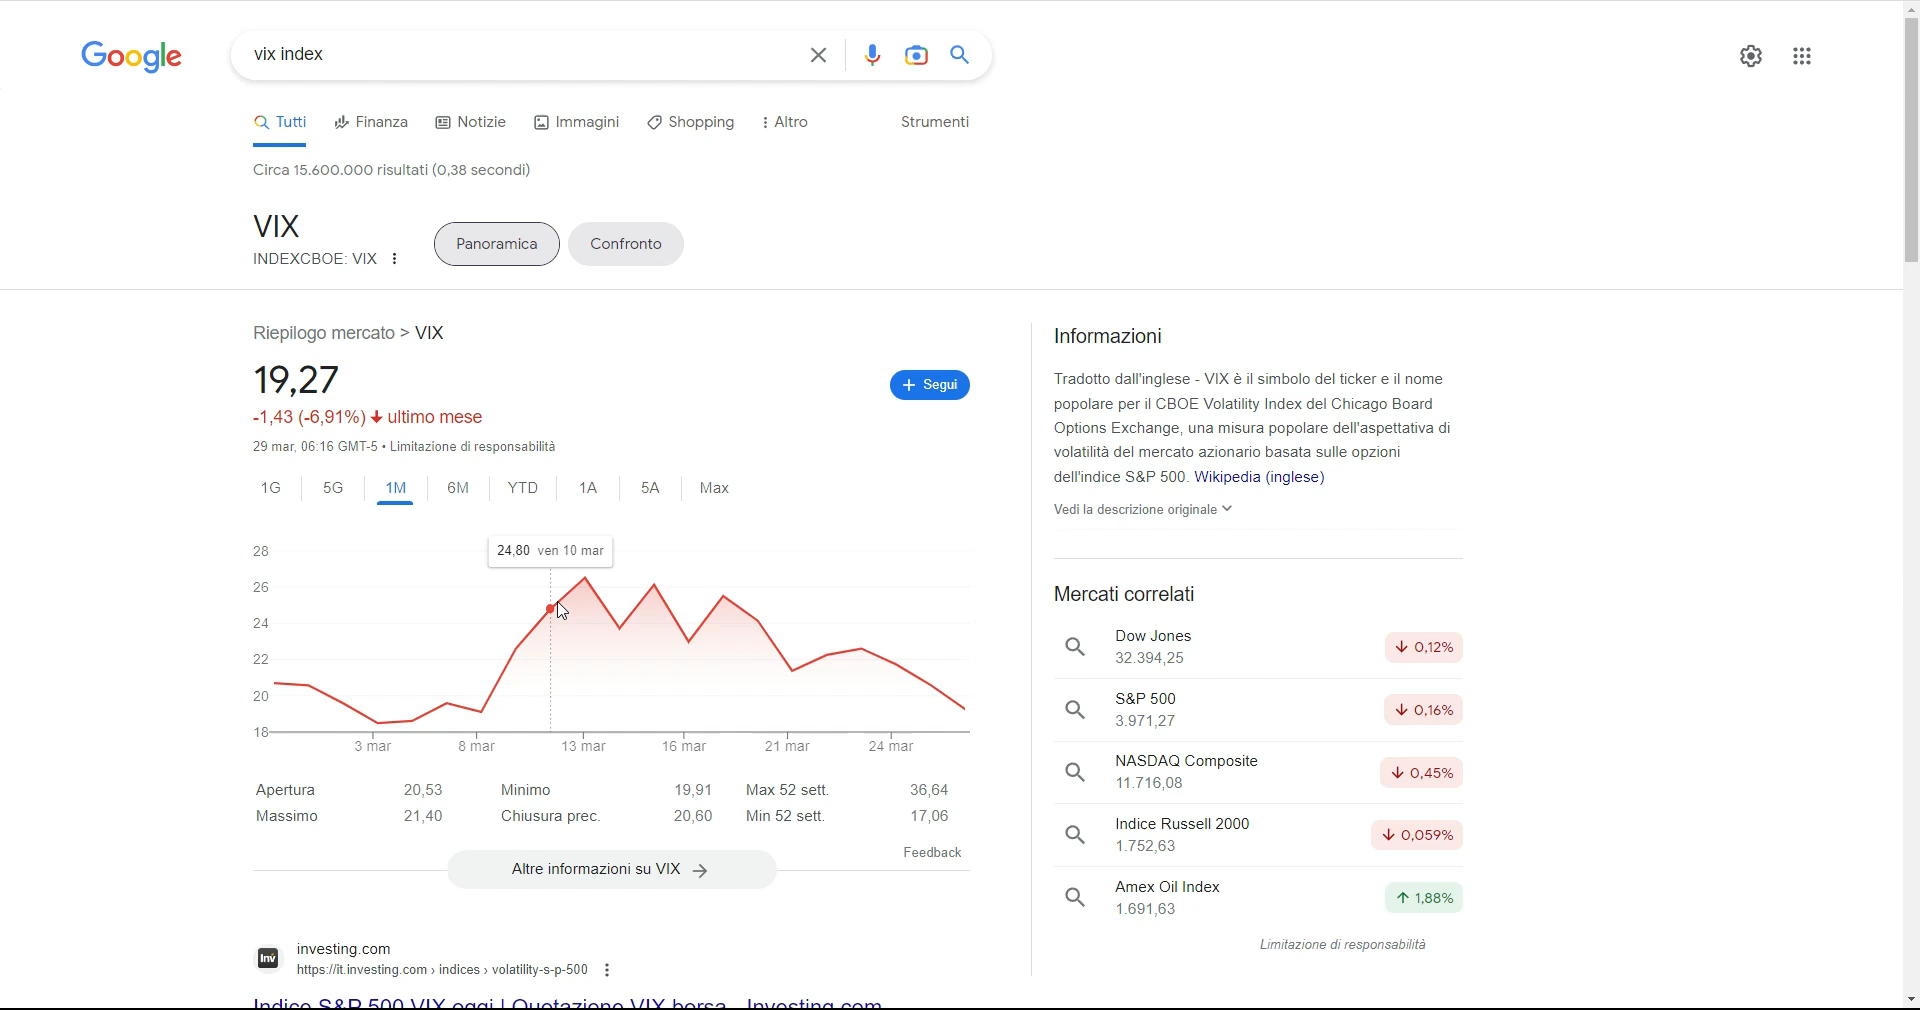 Google
vix index
Tutti Finanza Notizie Immagini Shopping Altro Strumenti
Circa 15.600.000 risultati (0,38 secondi)
VIX
INDEXCBOE: VIX
Panoramica Confronto
Riepilogo mercato > VIX
19,27
-1,43 (-6,91%) ↓ ultimo mese
29 mar, 06:16 GMT-5 • Limitazione di responsabilità
+ Segui
1G 5G 1M 6M YTD 1A 5A Max
24,80 ven 10 mar
28
26
24
22
20
18
3 mar 8 mar 13 mar 16 mar 21 mar 24 mar
Apertura 20,53 Minimo 19,91 Max 52 sett. 36,64
Massimo 21,40 Chiusura prec. 20,60 Min 52 sett. 17,06
Feedback
Altre informazioni su VIX →
Inv
investing.com
https://it.investing.com › indices › volatility-s-p-500
Indice S&P 500 VIX oggi | Quotazione VIX borsa - Investing.com
Informazioni
Tradotto dall'inglese - VIX è il simbolo del ticker e il nome
popolare per il CBOE Volatility Index del Chicago Board
Options Exchange, una misura popolare dell'aspettativa di
volatilità del mercato azionario basata sulle opzioni
dell'indice S&P 500. Wikipedia (inglese)
Vedi la descrizione originale
Mercati correlati
Dow Jones
32.394,25
↓ 0,12%
S&P 500
3.971,27
↓ 0,16%
NASDAQ Composite
11.716,08
↓ 0,45%
Indice Russell 2000
1.752,63
↓ 0,059%
Amex Oil Index
1.691,63
↑ 1,88%
Limitazione di responsabilità